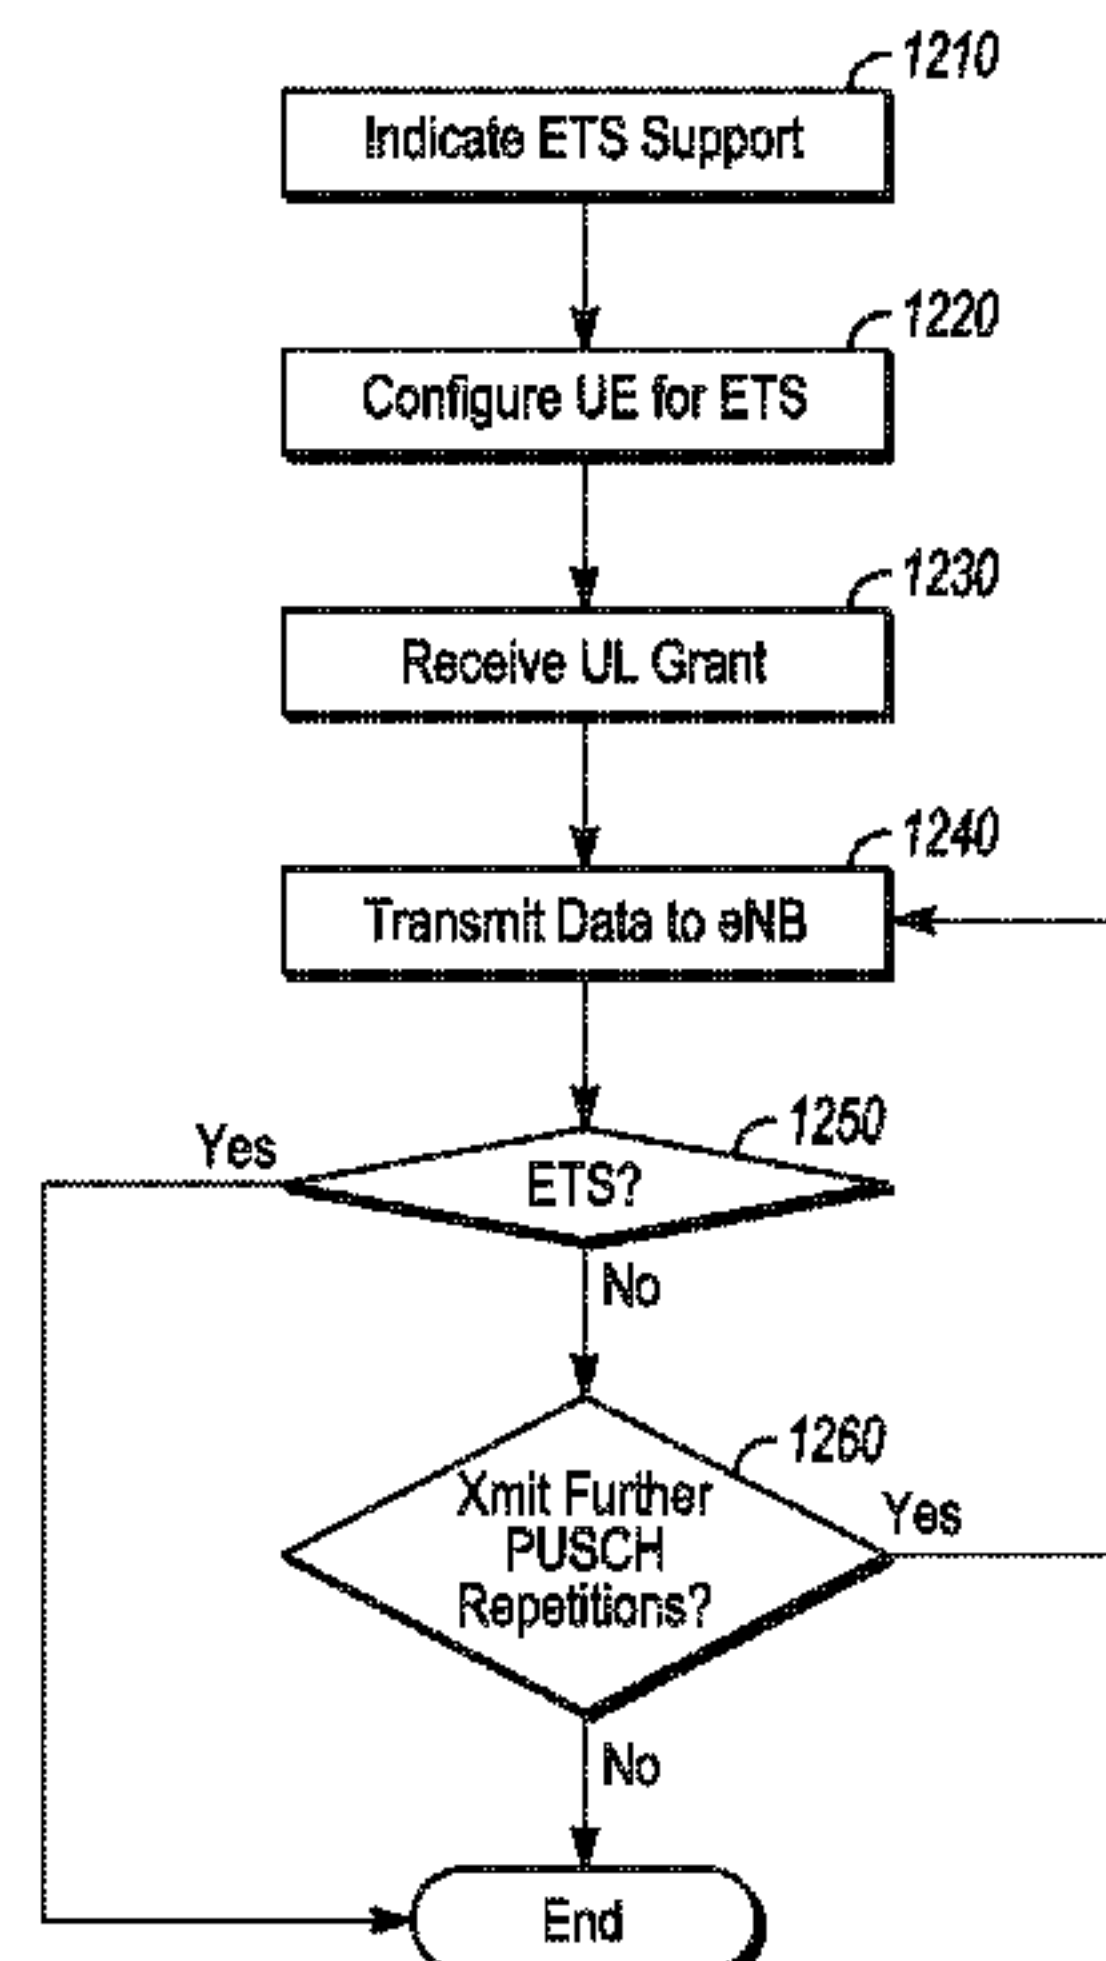 1210
Indicate ETS Support
1220
Configure UE for ETS
1230
Receive UL Grant
1240
Transmit Data to eNB
1250
Yes
ETS?
No
1260
Xmit Further
PUSCH
Repetitions?
Yes
No
End